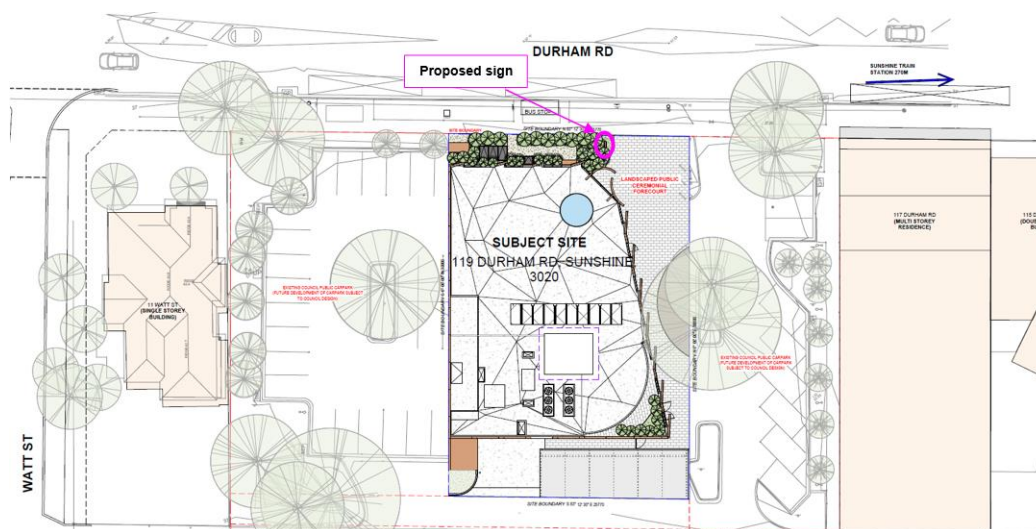 DURHAM RD
Proposed sign
SUNSHINE TRAIN
STATION 270M
BUS STOP
SITE BOUNDARY
LANDSCAPED PUBLIC
CEREMONIAL
FORECOURT
117 DURHAM RD
(MULTI STOREY
RESIDENCE)
SUBJECT SITE
119 DURHAM RD, SUNSHINE
3020
EXISTING COUNCIL PUBLIC CARPARK
(FUTURE DEVELOPMENT OF CARPARK SUBJECT
TO COUNCIL DESIGN)
11 WATT ST
(SINGLE STOREY
BUILDING)
EXISTING COUNCIL PUBLIC CARPARK
(FUTURE DEVELOPMENT OF CARPARK
SUBJECT TO COUNCIL DESIGN)
WATT ST
SITE BOUNDARY